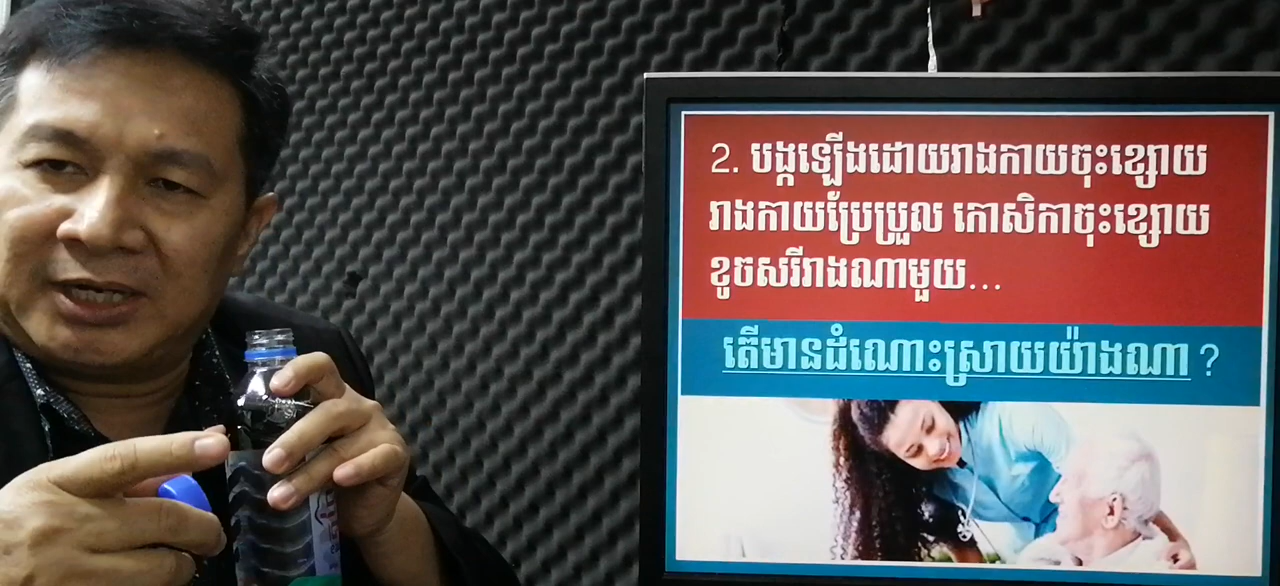 2. បង្កឡើងដោយរាងកាយចុះខ្សោយ
រាងកាយប្រែប្រួល កោសិកាចុះខ្សោយ
ខូចសរីរាងណាមួយ...
តើមានដំណោះស្រាយយ៉ាងណា ?